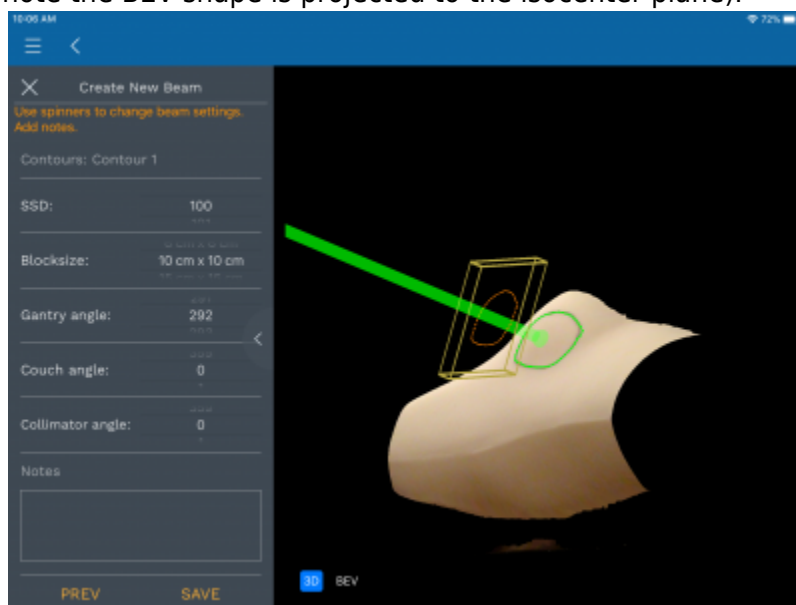 note the BEV shape is projected to the isocenter plane).
10:06 AM
72%
Create New Beam
Use spinners to change beam settings.
Add notes.
Contours: Contour 1
SSD:
100
Blocksize:
10 cm x 10 cm
Gantry angle:
292
Couch angle:
0
Collimator angle:
0
Notes
PREV SAVE
3D BEV